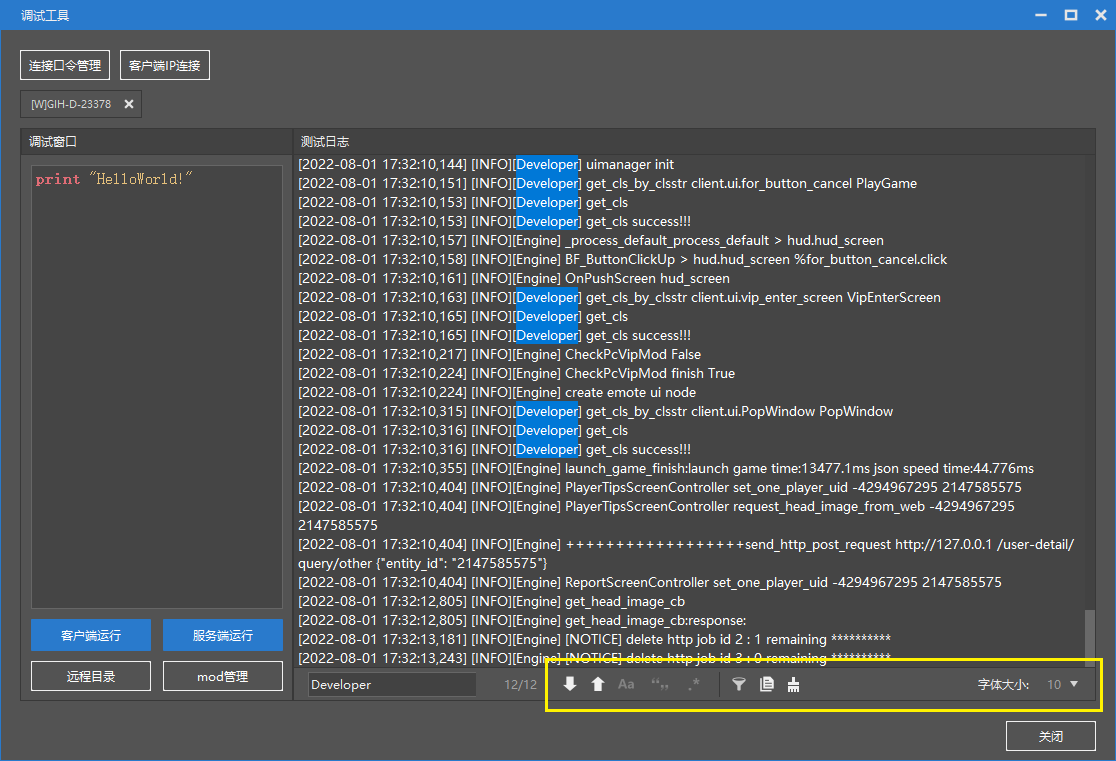 调试工具
连接口令管理 客户端IP连接
[W]GIH-D-23378
调试窗口
print "HelloWorld!"
客户端运行 服务端运行
远程目录 mod管理
测试日志
[2022-08-01 17:32:10,144] [INFO][Developer] uimanager init
[2022-08-01 17:32:10,151] [INFO][Developer] get_cls_by_clsstr client.ui.for_button_cancel PlayGame
[2022-08-01 17:32:10,153] [INFO][Developer] get_cls
[2022-08-01 17:32:10,153] [INFO][Developer] get_cls success!!!
[2022-08-01 17:32:10,157] [INFO][Engine] _process_default_process_default > hud.hud_screen
[2022-08-01 17:32:10,158] [INFO][Engine] BF_ButtonClickUp > hud.hud_screen %for_button_cancel.click
[2022-08-01 17:32:10,161] [INFO][Engine] OnPushScreen hud_screen
[2022-08-01 17:32:10,163] [INFO][Developer] get_cls_by_clsstr client.ui.vip_enter_screen VipEnterScreen
[2022-08-01 17:32:10,165] [INFO][Developer] get_cls
[2022-08-01 17:32:10,165] [INFO][Developer] get_cls success!!!
[2022-08-01 17:32:10,217] [INFO][Engine] CheckPcVipMod False
[2022-08-01 17:32:10,224] [INFO][Engine] CheckPcVipMod finish True
[2022-08-01 17:32:10,224] [INFO][Engine] create emote ui node
[2022-08-01 17:32:10,315] [INFO][Developer] get_cls_by_clsstr client.ui.PopWindow PopWindow
[2022-08-01 17:32:10,316] [INFO][Developer] get_cls
[2022-08-01 17:32:10,316] [INFO][Developer] get_cls success!!!
[2022-08-01 17:32:10,355] [INFO][Engine] launch_game_finish:launch game time:13477.1ms json speed time:44.776ms
[2022-08-01 17:32:10,404] [INFO][Engine] PlayerTipsScreenController set_one_player_uid -4294967295 2147585575
[2022-08-01 17:32:10,404] [INFO][Engine] PlayerTipsScreenController request_head_image_from_web -4294967295
2147585575
[2022-08-01 17:32:10,404] [INFO][Engine] ++++++++++++++++++send_http_post_request http://127.0.0.1 /user-detail/
query/other {"entity_id": "2147585575"}
[2022-08-01 17:32:10,404] [INFO][Engine] ReportScreenController set_one_player_uid -4294967295 2147585575
[2022-08-01 17:32:12,805] [INFO][Engine] get_head_image_cb
[2022-08-01 17:32:12,805] [INFO][Engine] get_head_image_cb:response:
[2022-08-01 17:32:13,181] [INFO][Engine] [NOTICE] delete http job id 2 : 1 remaining **********
[2022-08-01 17:32:13,243] [INFO][Engine] [NOTICE] delete http job id 3 : 0 remaining **********
Developer 12/12 Aa “,, .* 字体大小: 10
关闭